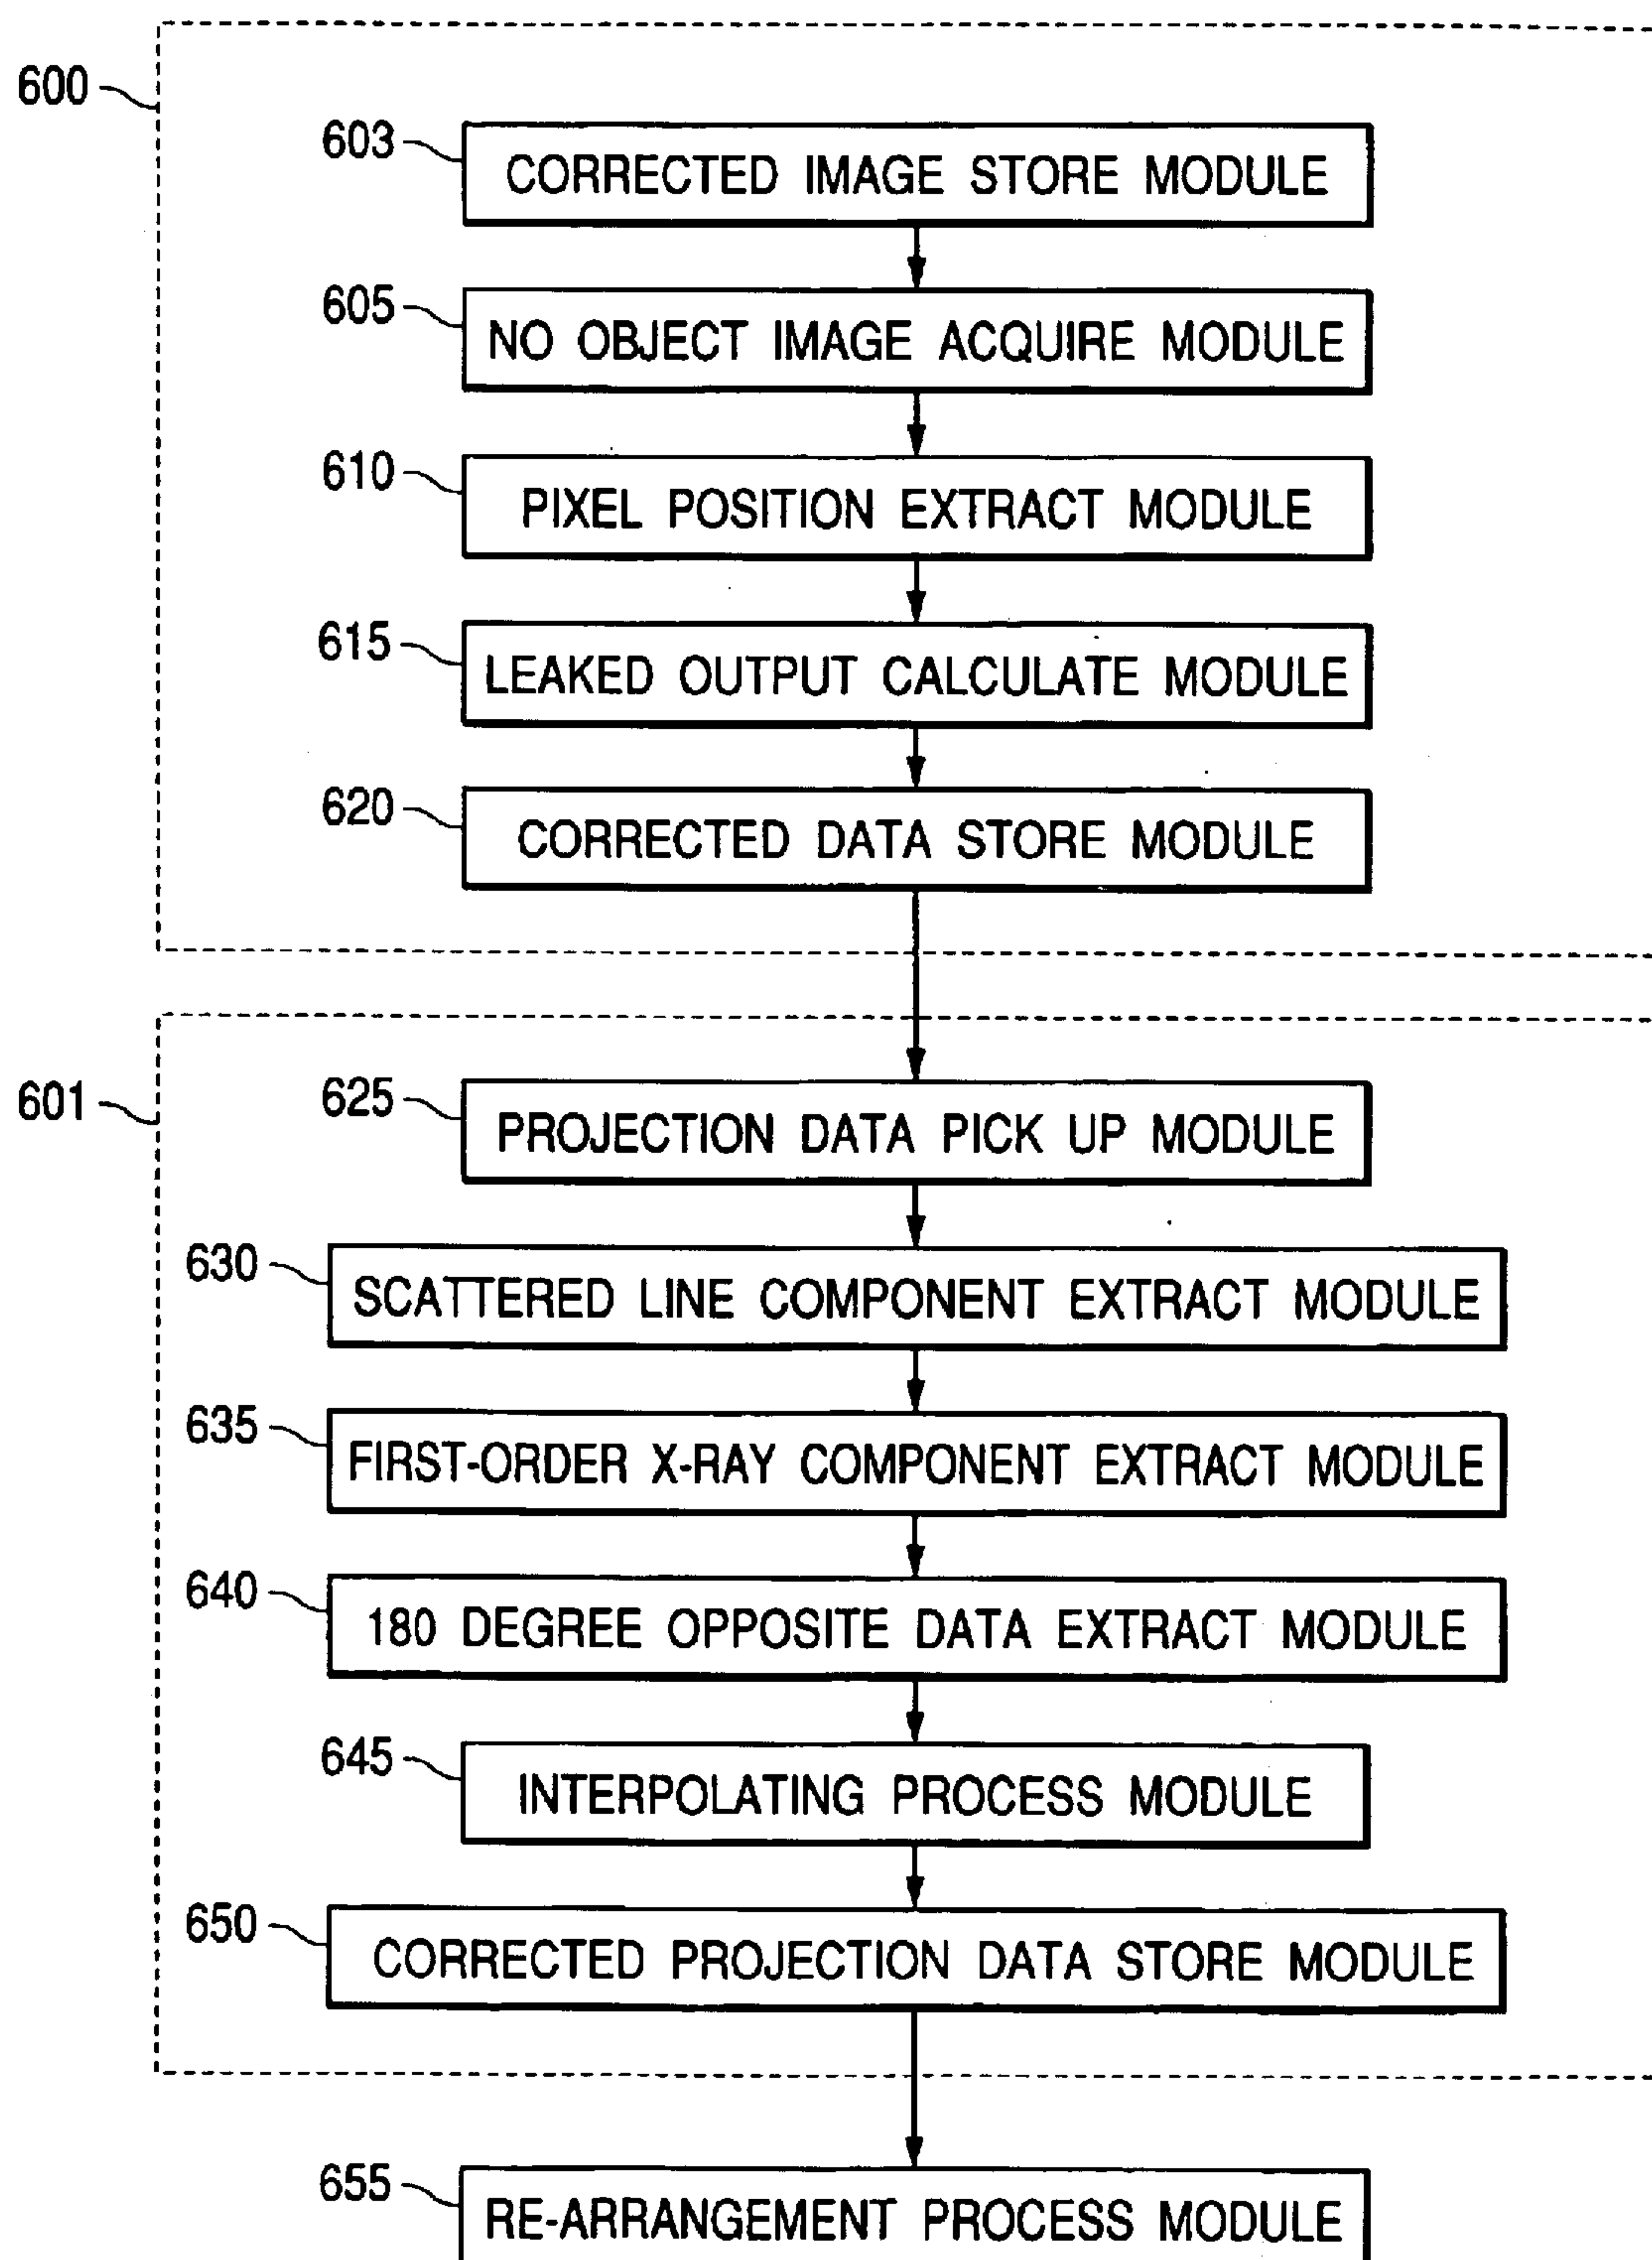 600
603
CORRECTED IMAGE STORE MODULE
605
NO OBJECT IMAGE ACQUIRE MODULE
610
PIXEL POSITION EXTRACT MODULE
615
LEAKED OUTPUT CALCULATE MODULE
620
CORRECTED DATA STORE MODULE
601
625
PROJECTION DATA PICK UP MODULE
630
SCATTERED LINE COMPONENT EXTRACT MODULE
635
FIRST-ORDER X-RAY COMPONENT EXTRACT MODULE
640
180 DEGREE OPPOSITE DATA EXTRACT MODULE
645
INTERPOLATING PROCESS MODULE
650
CORRECTED PROJECTION DATA STORE MODULE
655
RE-ARRANGEMENT PROCESS MODULE